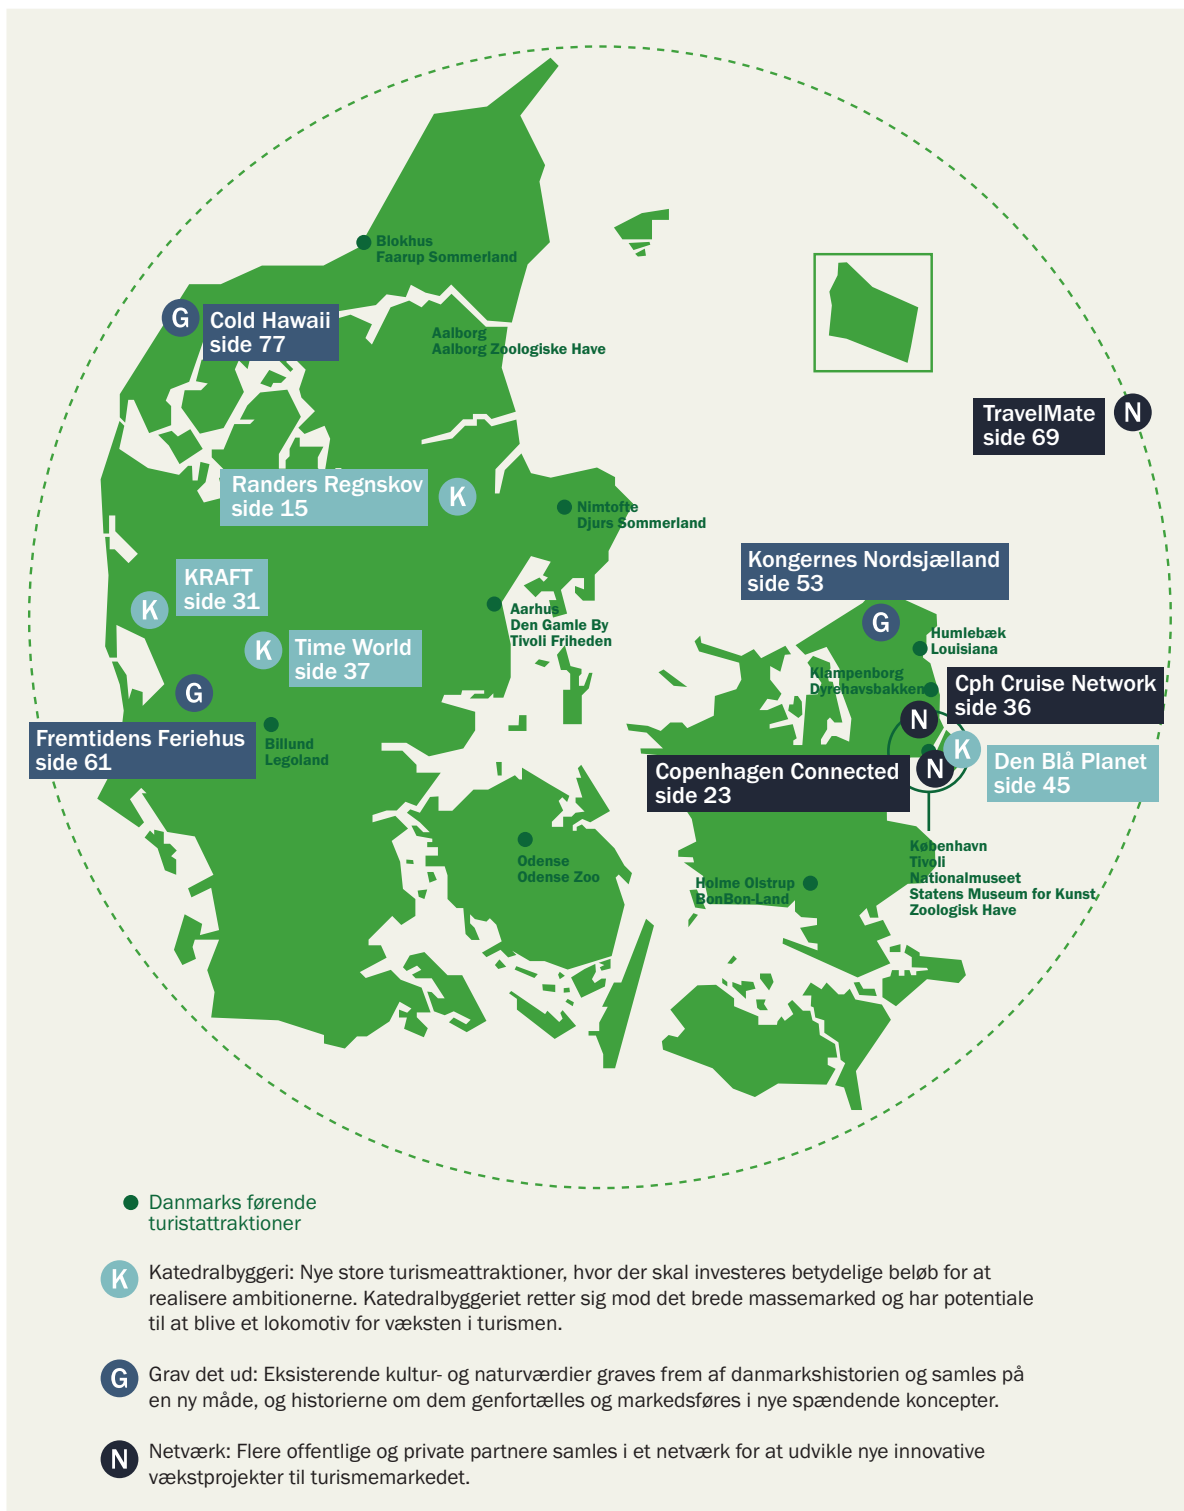 Blokhus
Faarup Sommerland
G
Cold Hawaii
side 77
Aalborg
Aalborg Zoologiske Have
TravelMate
side 69
N
Randers Regnskov
side 15
K
Nimtofte
Djurs Sommerland
Kongernes Nordsjælland
side 53
G
KRAFT
side 31
K
Aarhus
Den Gamle By
Tivoli Friheden
Humlebæk
Louisiana
K
Time World
side 37
Klampenborg
Dyrehavsbakken
Cph Cruise Network
side 36
G
N
Fremtidens Feriehus
side 61
Billund
Legoland
K
Den Blå Planet
side 45
Copenhagen Connected
side 23
N
Odense
Odense Zoo
Holme Olstrup
BonBon-Land
København
Tivoli
Nationalmuseet
Statens Museum for Kunst
Zoologisk Have
Danmarks førende
turistattraktioner
K
Katedralbyggeri: Nye store turismeattraktioner, hvor der skal investeres betydelige beløb for at
realisere ambitionerne. Katedralbyggeriet retter sig mod det brede massemarked og har potentiale
til at blive et lokomotiv for væksten i turismen.
G
Grav det ud: Eksisterende kultur- og naturværdier graves frem af danmarkshistorien og samles på
en ny måde, og historierne om dem genfortælles og markedsføres i nye spændende koncepter.
N
Netværk: Flere offentlige og private partnere samles i et netværk for at udvikle nye innovative
vækstprojekter til turismemarkedet.